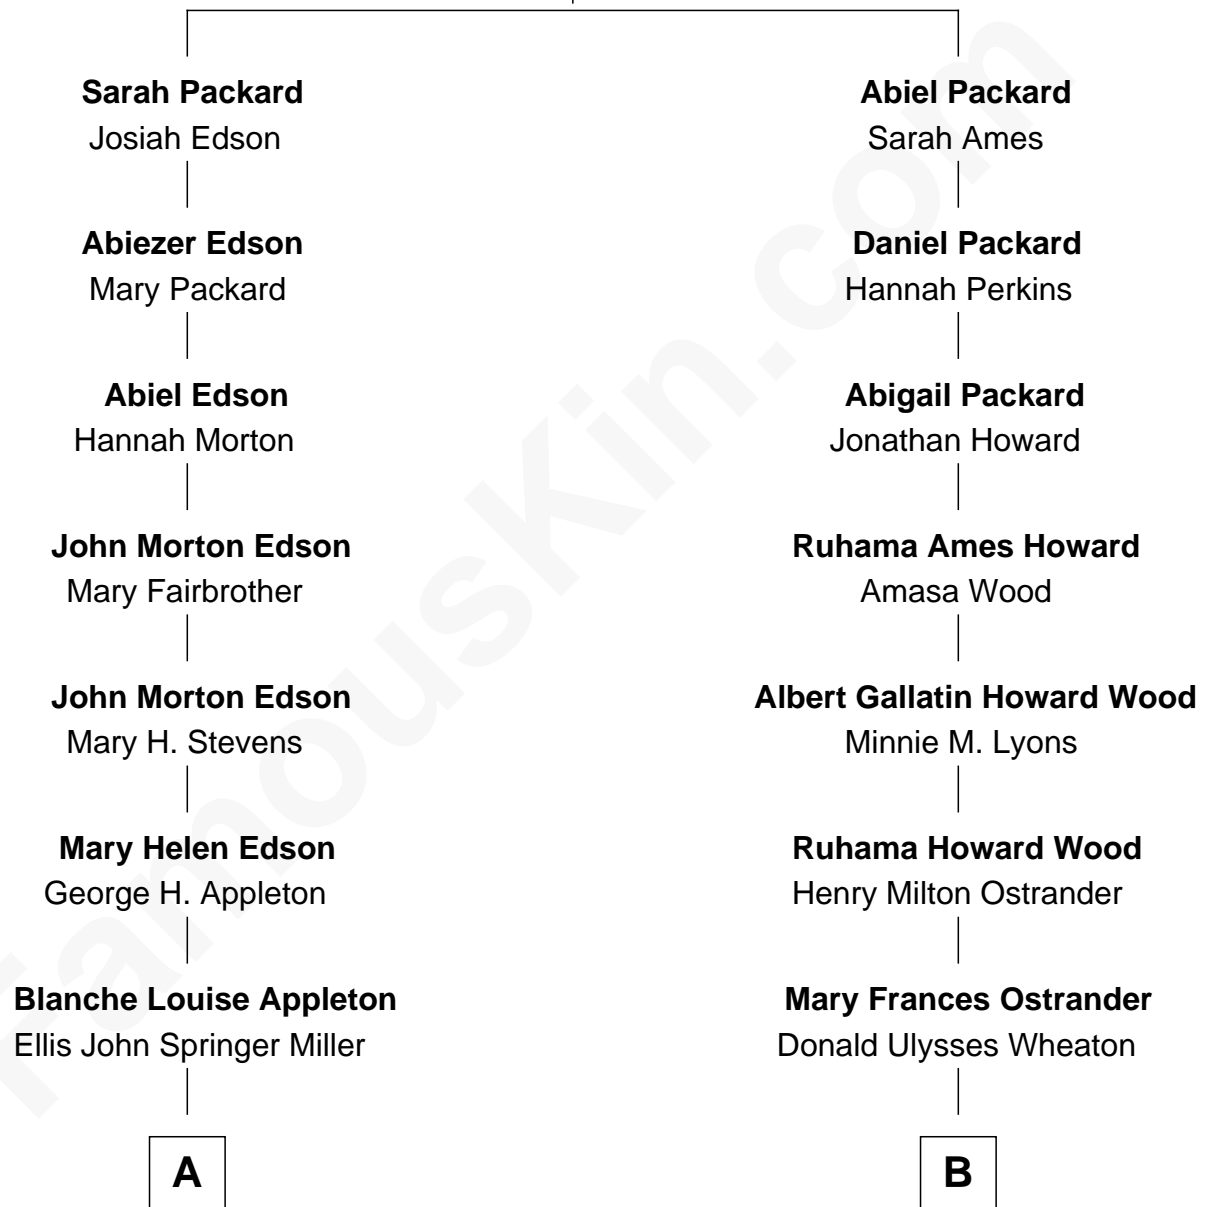 Sarah Packard
Josiah Edson
Abiezer Edson
Mary Packard
Abiel Edson
Hannah Morton
John Morton Edson
Mary Fairbrother
John Morton Edson
Mary H. Stevens
Mary Helen Edson
George H. Appleton
Blanche Louise Appleton
Ellis John Springer Miller
A
Abiel Packard
Sarah Ames
Daniel Packard
Hannah Perkins
Abigail Packard
Jonathan Howard
Ruhama Ames Howard
Amasa Wood
Albert Gallatin Howard Wood
Minnie M. Lyons
Ruhama Howard Wood
Henry Milton Ostrander
Mary Frances Ostrander
Donald Ulysses Wheaton
B
FamousKin.com